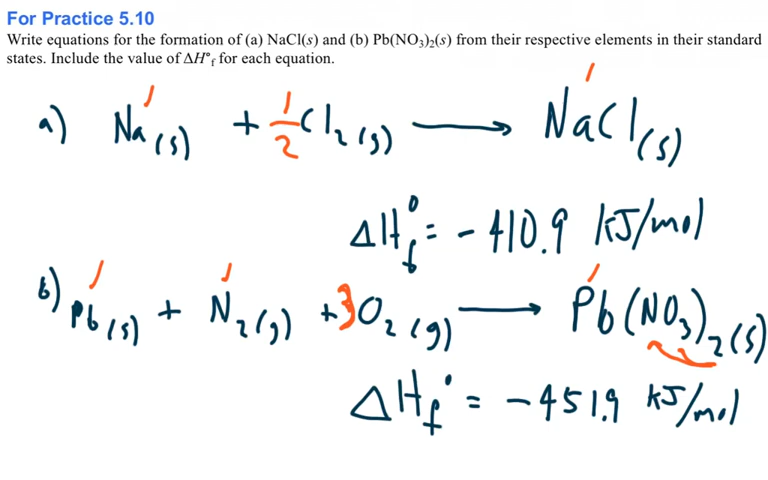 For Practice 5.10
Write equations for the formation of (a) NaCl(s) and (b) Pb(NO₃)₂(s) from their respective elements in their standard
states. Include the value of ΔH°f for each equation.
a) Na(s) + 1/2 Cl₂(g) ⟶ NaCl(s)
ΔH°f = -410.9 kJ/mol
b) Pb(s) + N₂(g) + 3O₂(g) ⟶ Pb(NO₃)₂(s)
ΔH°f = -451.9 kJ/mol